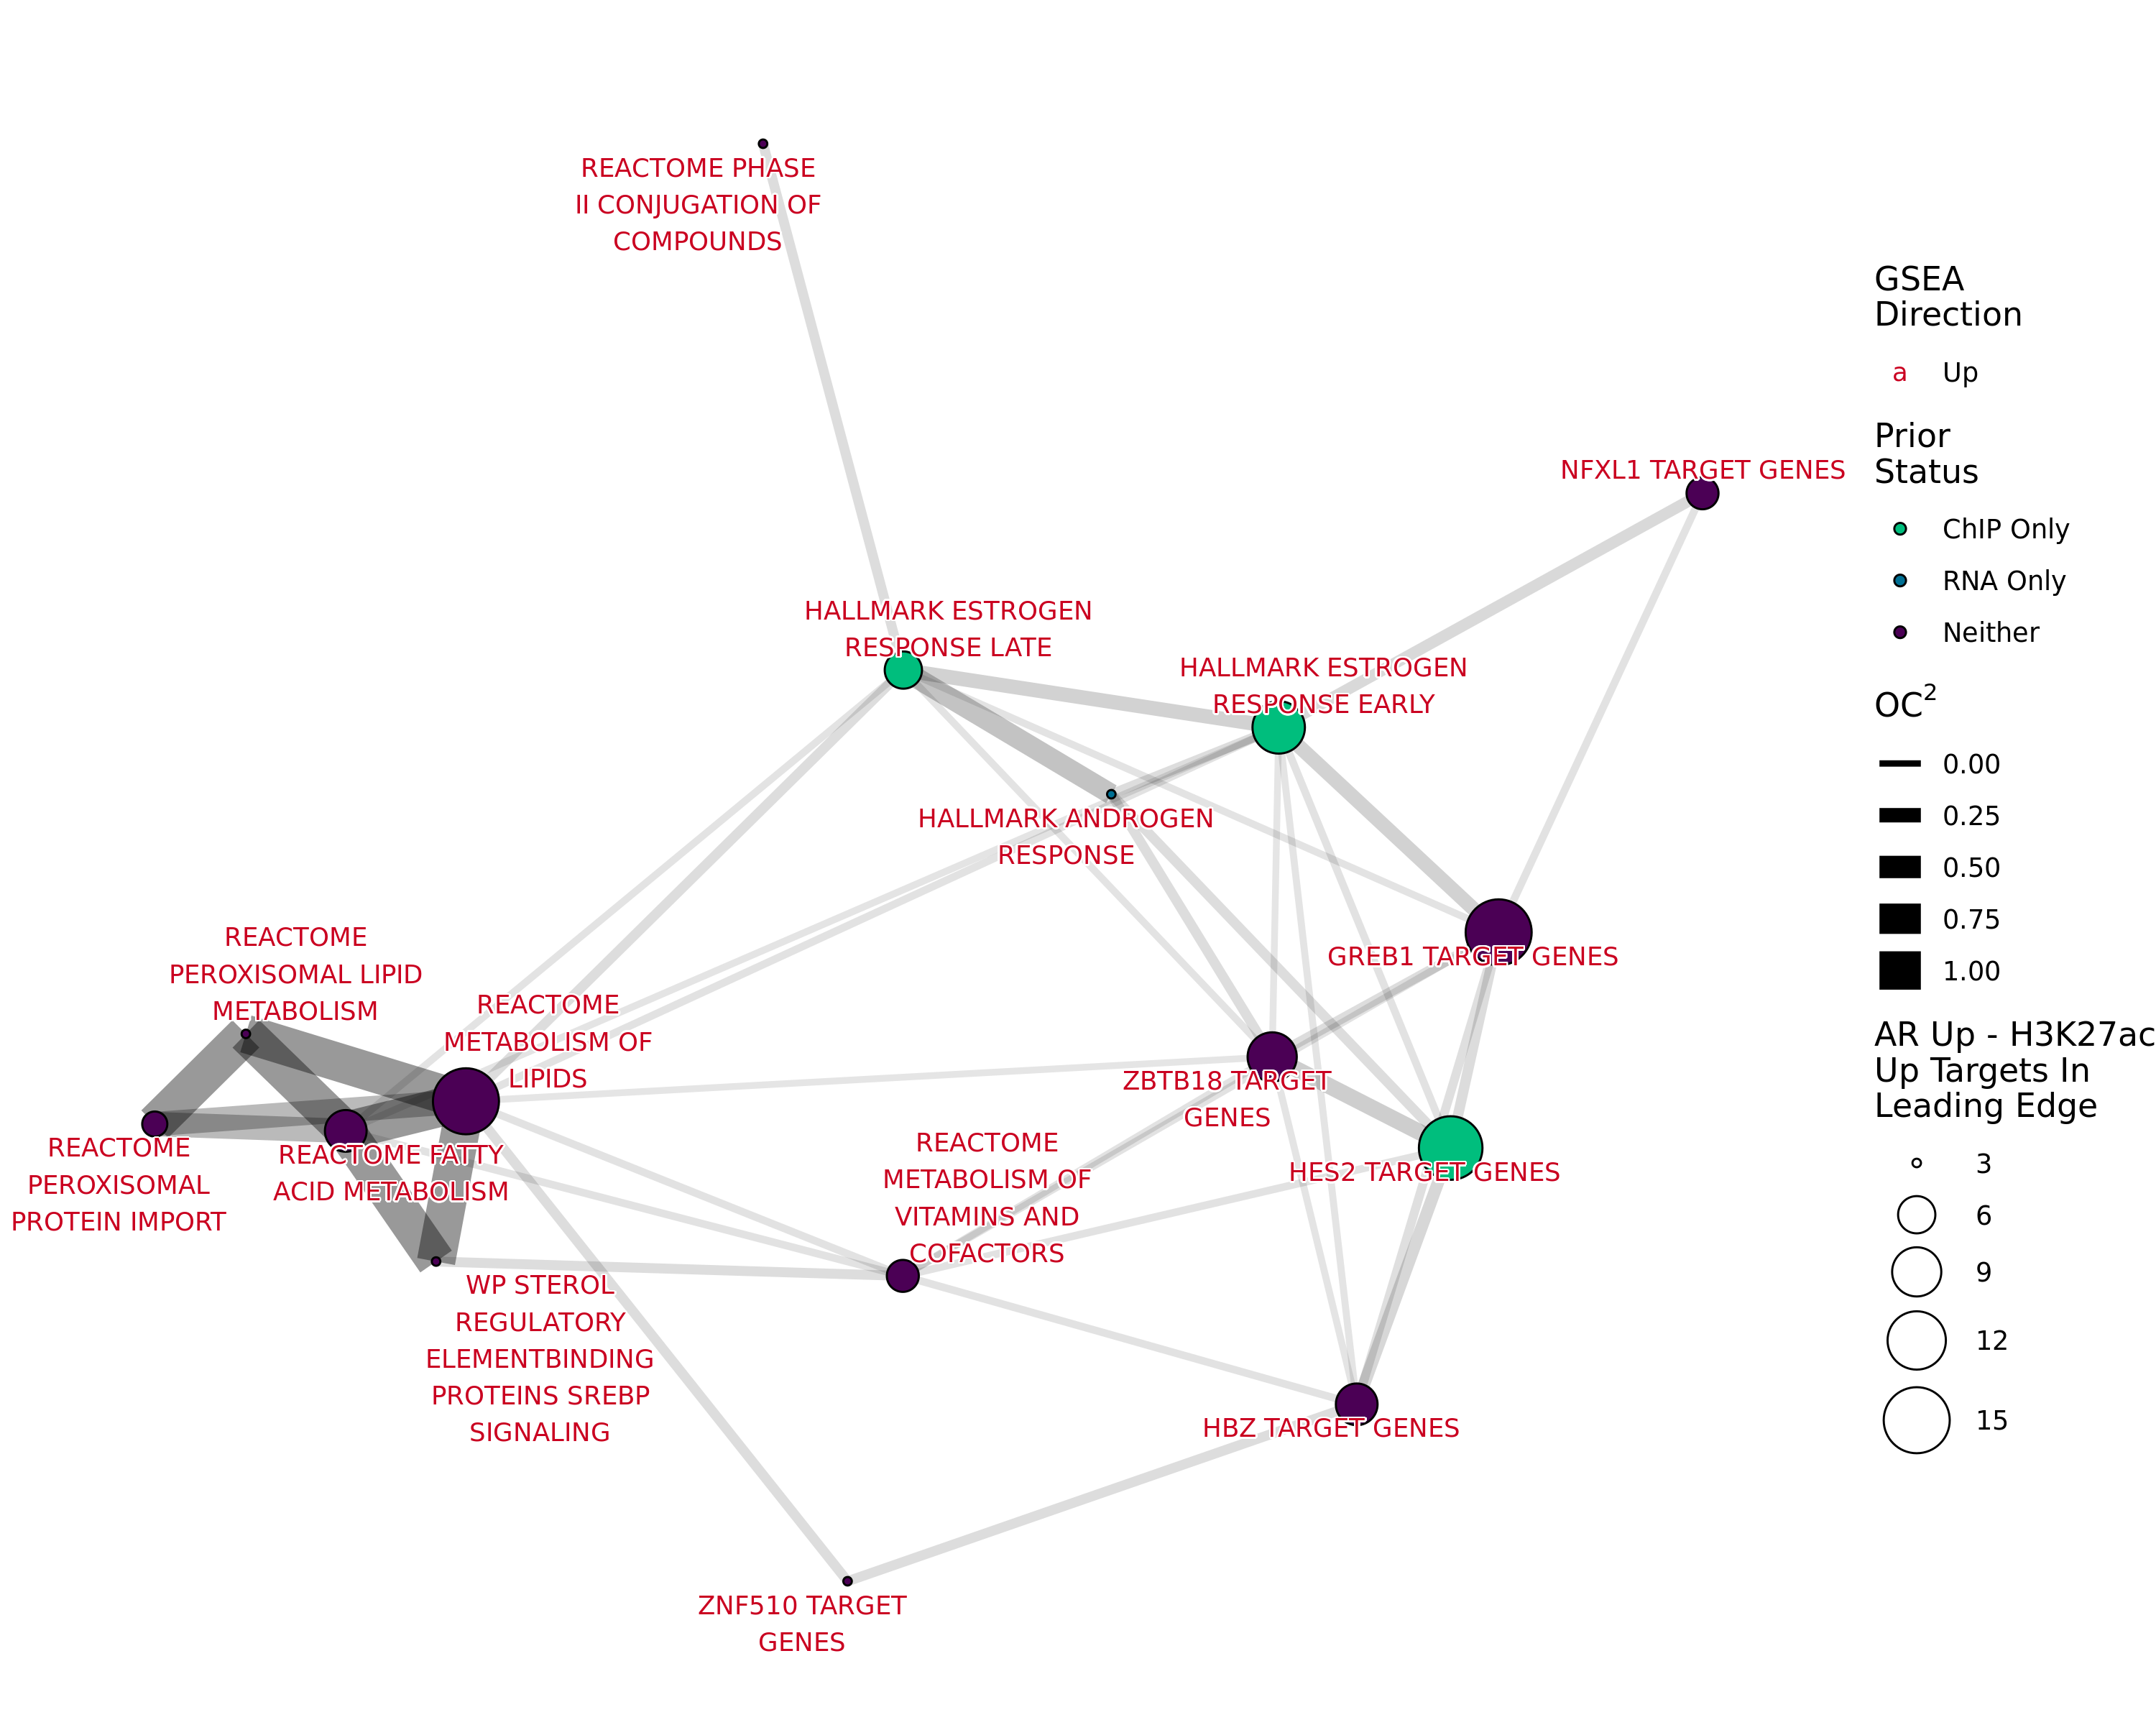 REACTOME PHASE
II CONJUGATION OF
COMPOUNDS
NFXL1 TARGET GENES
HALLMARK ESTROGEN
RESPONSE LATE
HALLMARK ESTROGEN
RESPONSE EARLY
HALLMARK ANDROGEN
RESPONSE
REACTOME
PEROXISOMAL LIPID
METABOLISM
REACTOME
METABOLISM OF
LIPIDS
GREB1 TARGET GENES
ZBTB18 TARGET
GENES
REACTOME
PEROXISOMAL
PROTEIN IMPORT
REACTOME FATTY
ACID METABOLISM
REACTOME
METABOLISM OF
VITAMINS AND
COFACTORS
HES2 TARGET GENES
WP STEROL
REGULATORY
ELEMENTBINDING
PROTEINS SREBP
SIGNALING
HBZ TARGET GENES
ZNF510 TARGET
GENES
GSEA
Direction
a Up
Prior
Status
ChIP Only
RNA Only
Neither
OC²
0.00
0.25
0.50
0.75
1.00
AR Up - H3K27ac
Up Targets In
Leading Edge
3
6
9
12
15